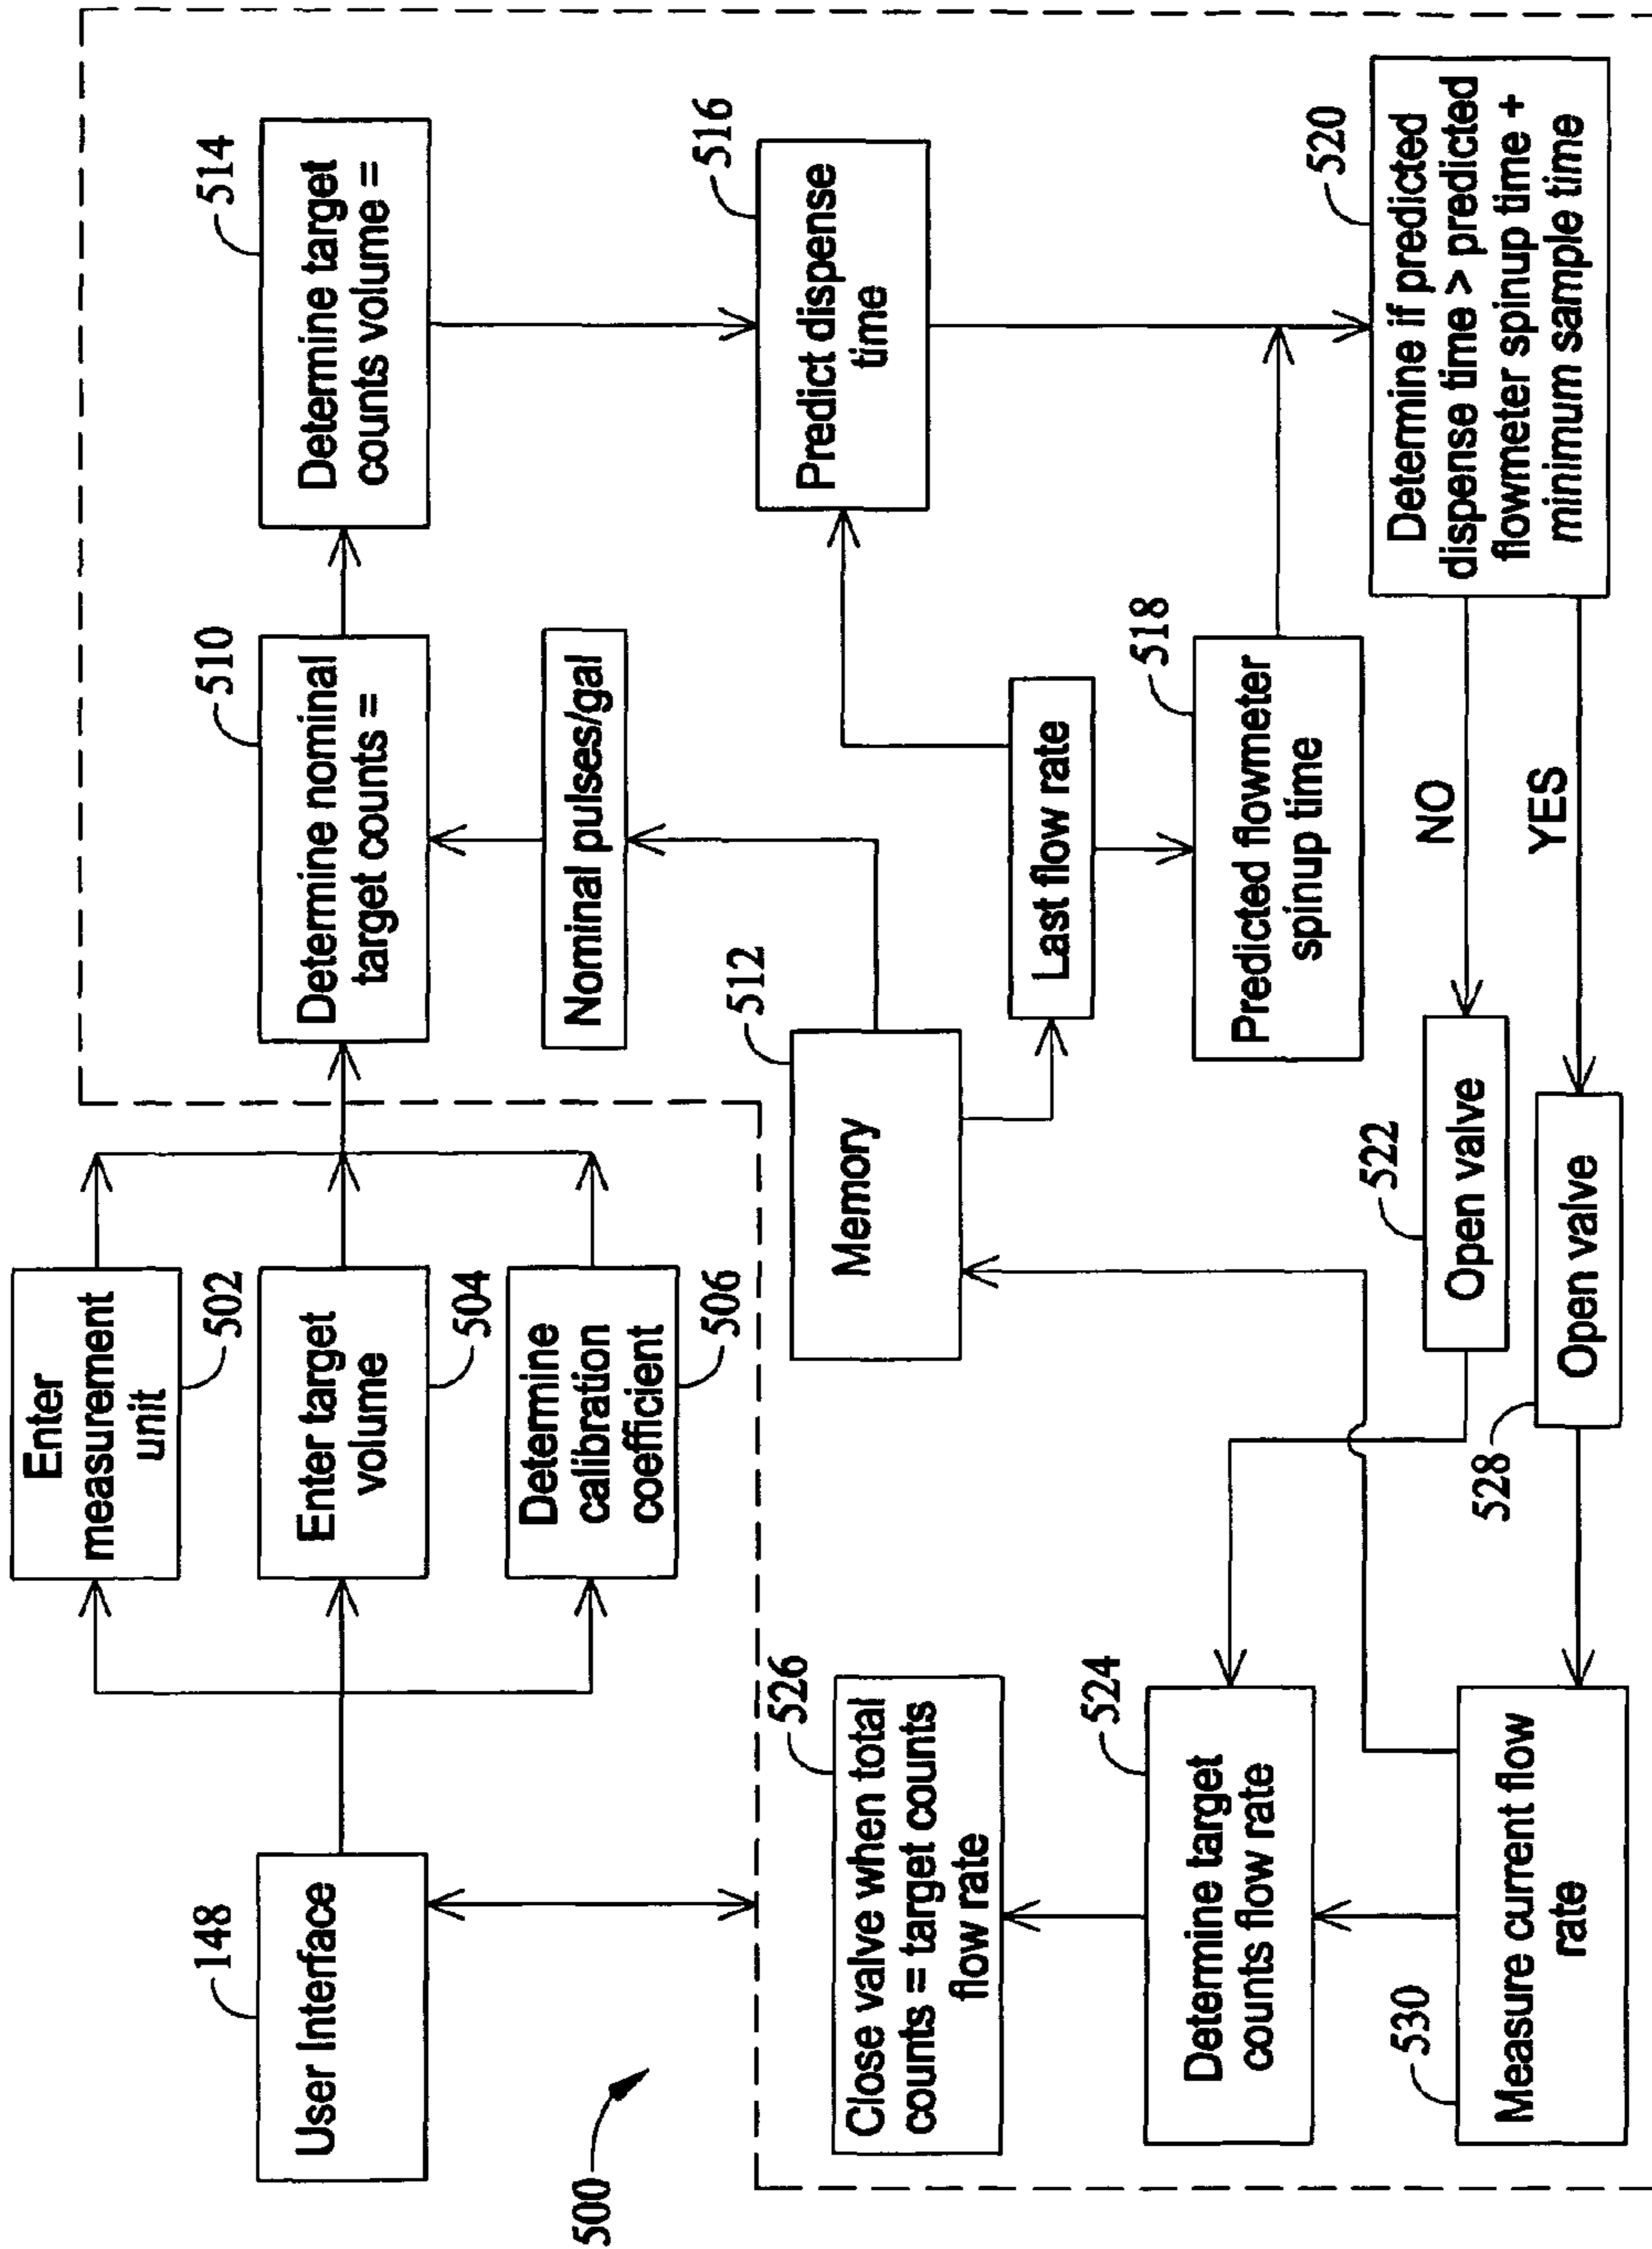 500
148
User Interface
Enter
measurement
unit
502
Enter target
volume
504
Determine
calibration
coefficient
506
510
Determine nominal
target counts =
Nominal pulses/gal
514
Determine target
counts volume =
512
Memory
Last flow rate
516
Predict dispense
time
518
Predicted flowmeter
spinup time
520
Determine if predicted
dispense time > predicted
flowmeter spinup time +
minimum sample time
NO
YES
522
Open valve
528
Open valve
526
Close valve when total
counts = target counts
flow rate
524
Determine target
counts flow rate
530
Measure current flow
rate